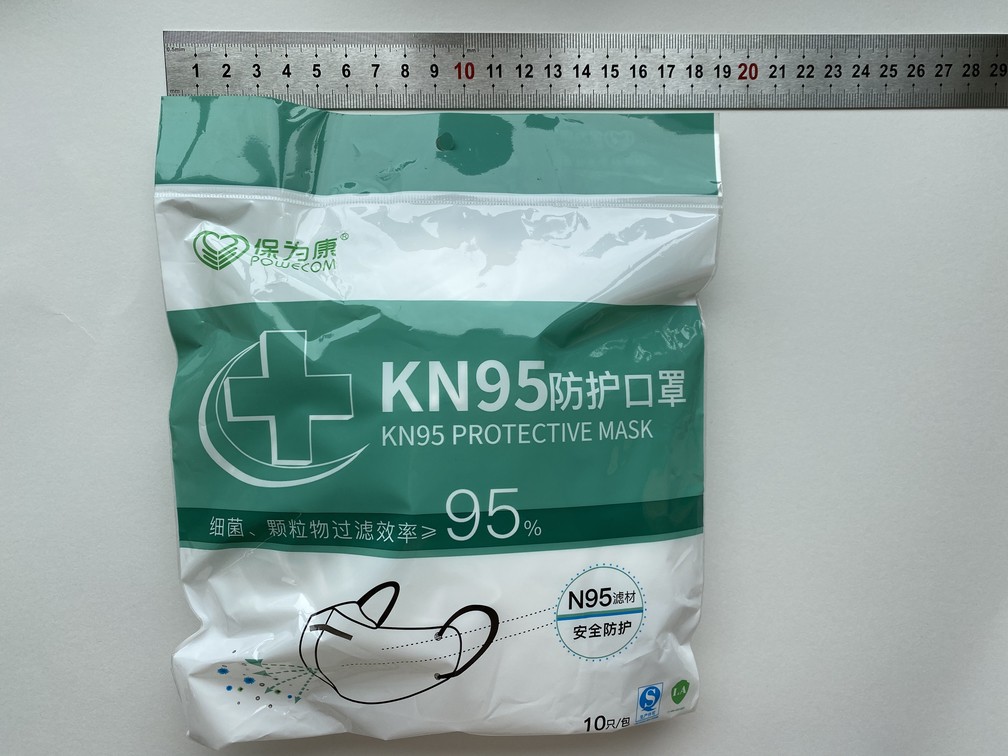 0.5mm
1 2 3 4 5 6 7 8 9 10 11 12 13 14 15 16 17 18 19 20 21 22 23 24 25 26 27 28 29
保为康®
POWECOM
KN95防护口罩
KN95 PROTECTIVE MASK
细菌、颗粒物过滤效率≥95%
N95滤材
安全防护
10只/包
S
LA